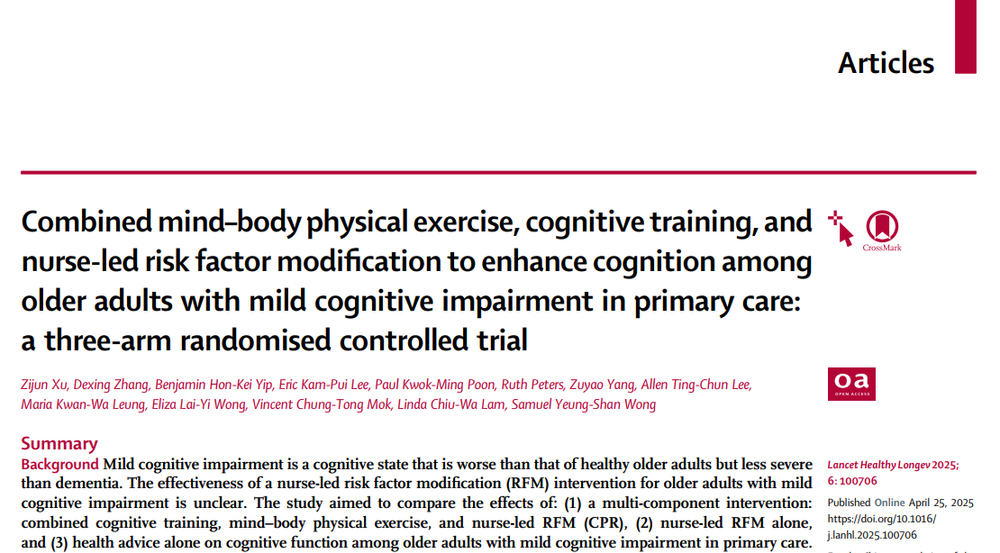 Articles
Combined mind–body physical exercise, cognitive training, and
nurse-led risk factor modification to enhance cognition among
older adults with mild cognitive impairment in primary care:
a three-arm randomised controlled trial
CrossMark
Zijun Xu, Dexing Zhang, Benjamin Hon-Kei Yip, Eric Kam-Pui Lee, Paul Kwok-Ming Poon, Ruth Peters, Zuyao Yang, Allen Ting-Chun Lee,
Maria Kwan-Wa Leung, Eliza Lai-Yi Wong, Vincent Chung-Tong Mok, Linda Chiu-Wa Lam, Samuel Yeung-Shan Wong
oa
OPEN ACCESS
Summary
Background Mild cognitive impairment is a cognitive state that is worse than that of healthy older adults but less severe
than dementia. The effectiveness of a nurse-led risk factor modification (RFM) intervention for older adults with mild
cognitive impairment is unclear. The study aimed to compare the effects of: (1) a multi-component intervention:
combined cognitive training, mind–body physical exercise, and nurse-led RFM (CPR), (2) nurse-led RFM alone,
and (3) health advice alone on cognitive function among older adults with mild cognitive impairment in primary care.
Lancet Healthy Longev 2025;
6: 100706
Published Online April 25, 2025
https://doi.org/10.1016/
j.lanhl.2025.100706